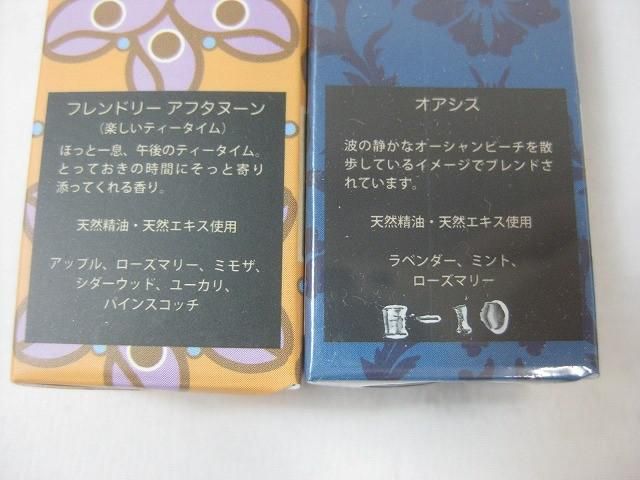 フレンドリー アフタヌーン
（楽しいティータイム）
ほっと一息、午後のティータイム。
とっておきの時間にそっと寄り
添ってくれる香り。
天然精油・天然エキス使用
アップル、ローズマリー、ミモザ、
シダーウッド、ユーカリ、
パインスコッチ
オアシス
波の静かなオーシャンビーチを散
歩しているイメージでブレンドさ
れています。
天然精油・天然エキス使用
ラベンダー、ミント、
ローズマリー